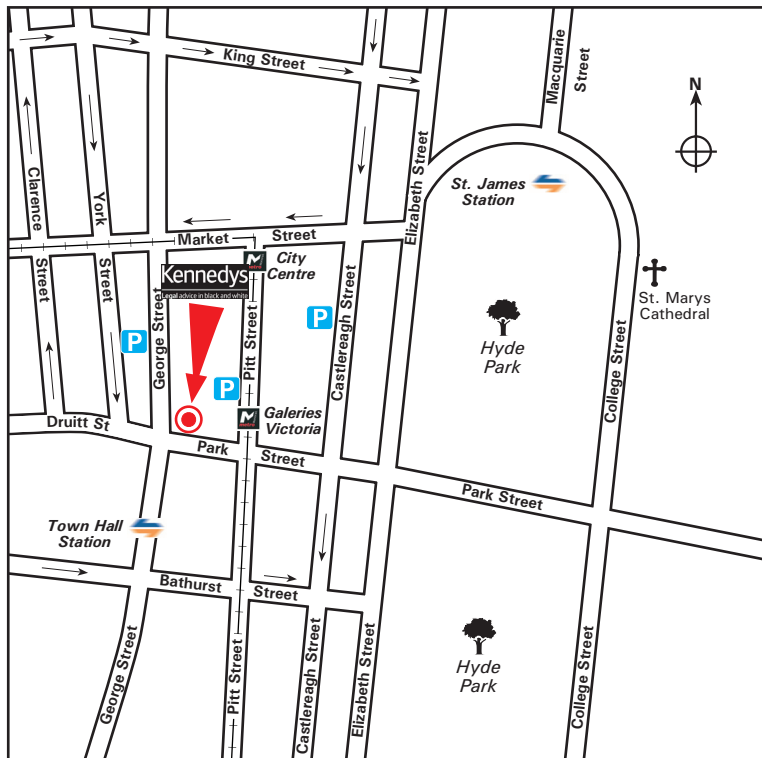 King Street
Macquarie
Street
N
Clarence
Street
York
Street
Elizabeth Street
St. James
Station
Market Street
M
metro
City
Centre
Kennedys
Legal advice in black and white
St. Marys
Cathedral
George Street
P
Pitt Street
P
Castlereagh Street
P
Hyde
Park
College Street
Druitt St
M
metro
Galeries
Victoria
Park Street
Park Street
Town Hall
Station
Bathurst Street
George Street
Pitt Street
Castlereagh Street
Elizabeth Street
Hyde
Park
College Street